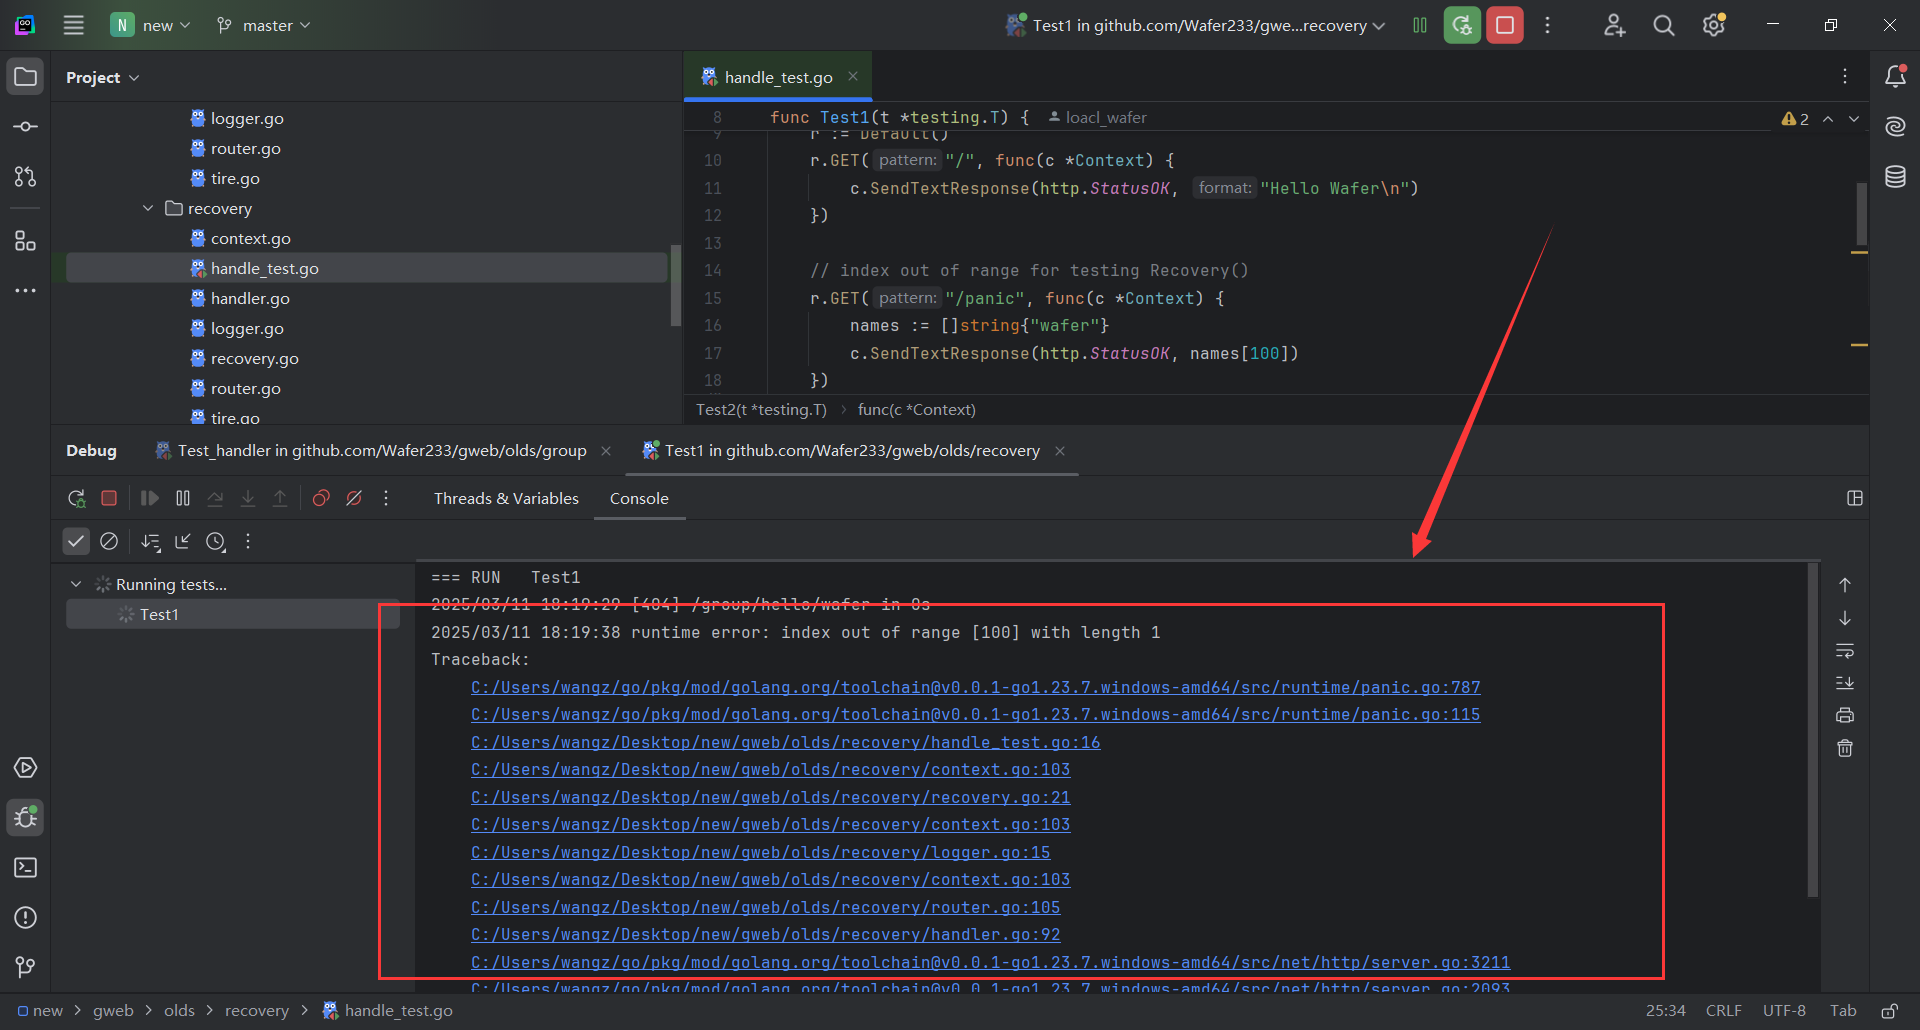 N new master Test1 in github.com/Wafer233/gwe...recovery
Project
logger.go
router.go
tire.go
recovery
context.go
handle_test.go
handler.go
logger.go
recovery.go
router.go
tire.go
handle_test.go
8 func Test1(t *testing.T) { loacl_wafer 2
9 r := Default()
10 r.GET( pattern: "/", func(c *Context) {
11 c.SendTextResponse(http.StatusOK, format: "Hello Wafer\n")
12 })
13
14 // index out of range for testing Recovery()
15 r.GET( pattern: "/panic", func(c *Context) {
16 names := []string{"wafer"}
17 c.SendTextResponse(http.StatusOK, names[100])
18 })
Test2(t *testing.T) > func(c *Context)
Debug Test_handler in github.com/Wafer233/gweb/olds/group Test1 in github.com/Wafer233/gweb/olds/recovery
Threads & Variables Console
Running tests...
Test1
=== RUN Test1
2025/03/11 18:19:29 [404] /group/hello/wafer in 0s
2025/03/11 18:19:38 runtime error: index out of range [100] with length 1
Traceback:
C:/Users/wangz/go/pkg/mod/golang.org/toolchain@v0.0.1-go1.23.7.windows-amd64/src/runtime/panic.go:787
C:/Users/wangz/go/pkg/mod/golang.org/toolchain@v0.0.1-go1.23.7.windows-amd64/src/runtime/panic.go:115
C:/Users/wangz/Desktop/new/gweb/olds/recovery/handle_test.go:16
C:/Users/wangz/Desktop/new/gweb/olds/recovery/context.go:103
C:/Users/wangz/Desktop/new/gweb/olds/recovery/recovery.go:21
C:/Users/wangz/Desktop/new/gweb/olds/recovery/context.go:103
C:/Users/wangz/Desktop/new/gweb/olds/recovery/logger.go:15
C:/Users/wangz/Desktop/new/gweb/olds/recovery/context.go:103
C:/Users/wangz/Desktop/new/gweb/olds/recovery/router.go:105
C:/Users/wangz/Desktop/new/gweb/olds/recovery/handler.go:92
C:/Users/wangz/go/pkg/mod/golang.org/toolchain@v0.0.1-go1.23.7.windows-amd64/src/net/http/server.go:3211
C:/Users/wangz/go/pkg/mod/golang.org/toolchain@v0.0.1-go1.23.7.windows-amd64/src/net/http/server.go:2093
new > gweb > olds > recovery > handle_test.go 25:34 CRLF UTF-8 Tab